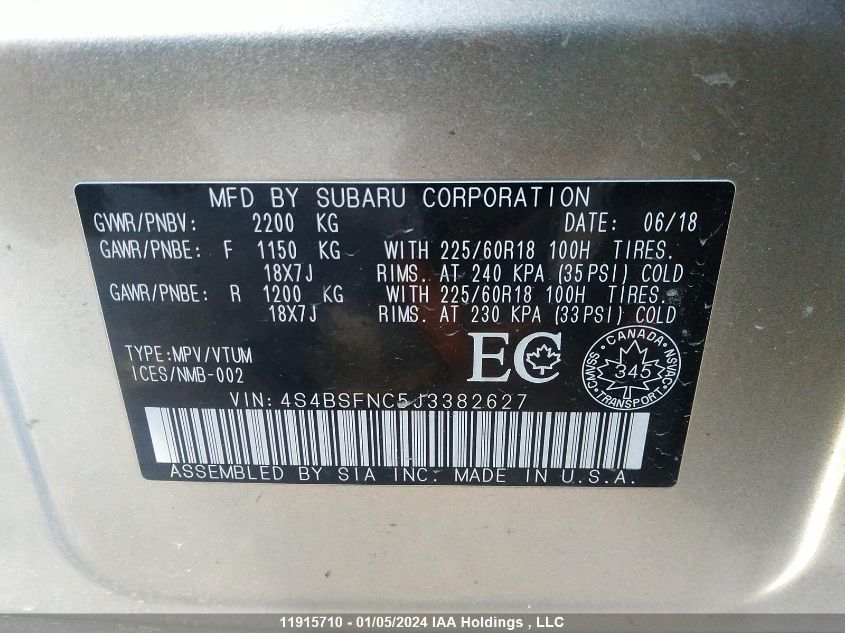 MFD BY SUBARU CORPORATION
GVWR/PNBV: 2200 KG DATE: 06/18
GAWR/PNBE: F 1150 KG WITH 225/60R18 100H TIRES.
18X7J RIMS. AT 240 KPA (35PSI) COLD
GAWR/PNBE: R 1200 KG WITH 225/60R18 100H TIRES.
18X7J RIMS. AT 230 KPA (33PSI) COLD
TYPE:MPV/VTUM
ICES/NMB-002
EC
CANADA
CMVSS 345 NSVAC
TRANSPORT
VIN:4S4BSFNC5J3382627
ASSEMBLED BY SIA INC. MADE IN U.S.A.
11915710 - 01/05/2024 IAA Holdings , LLC